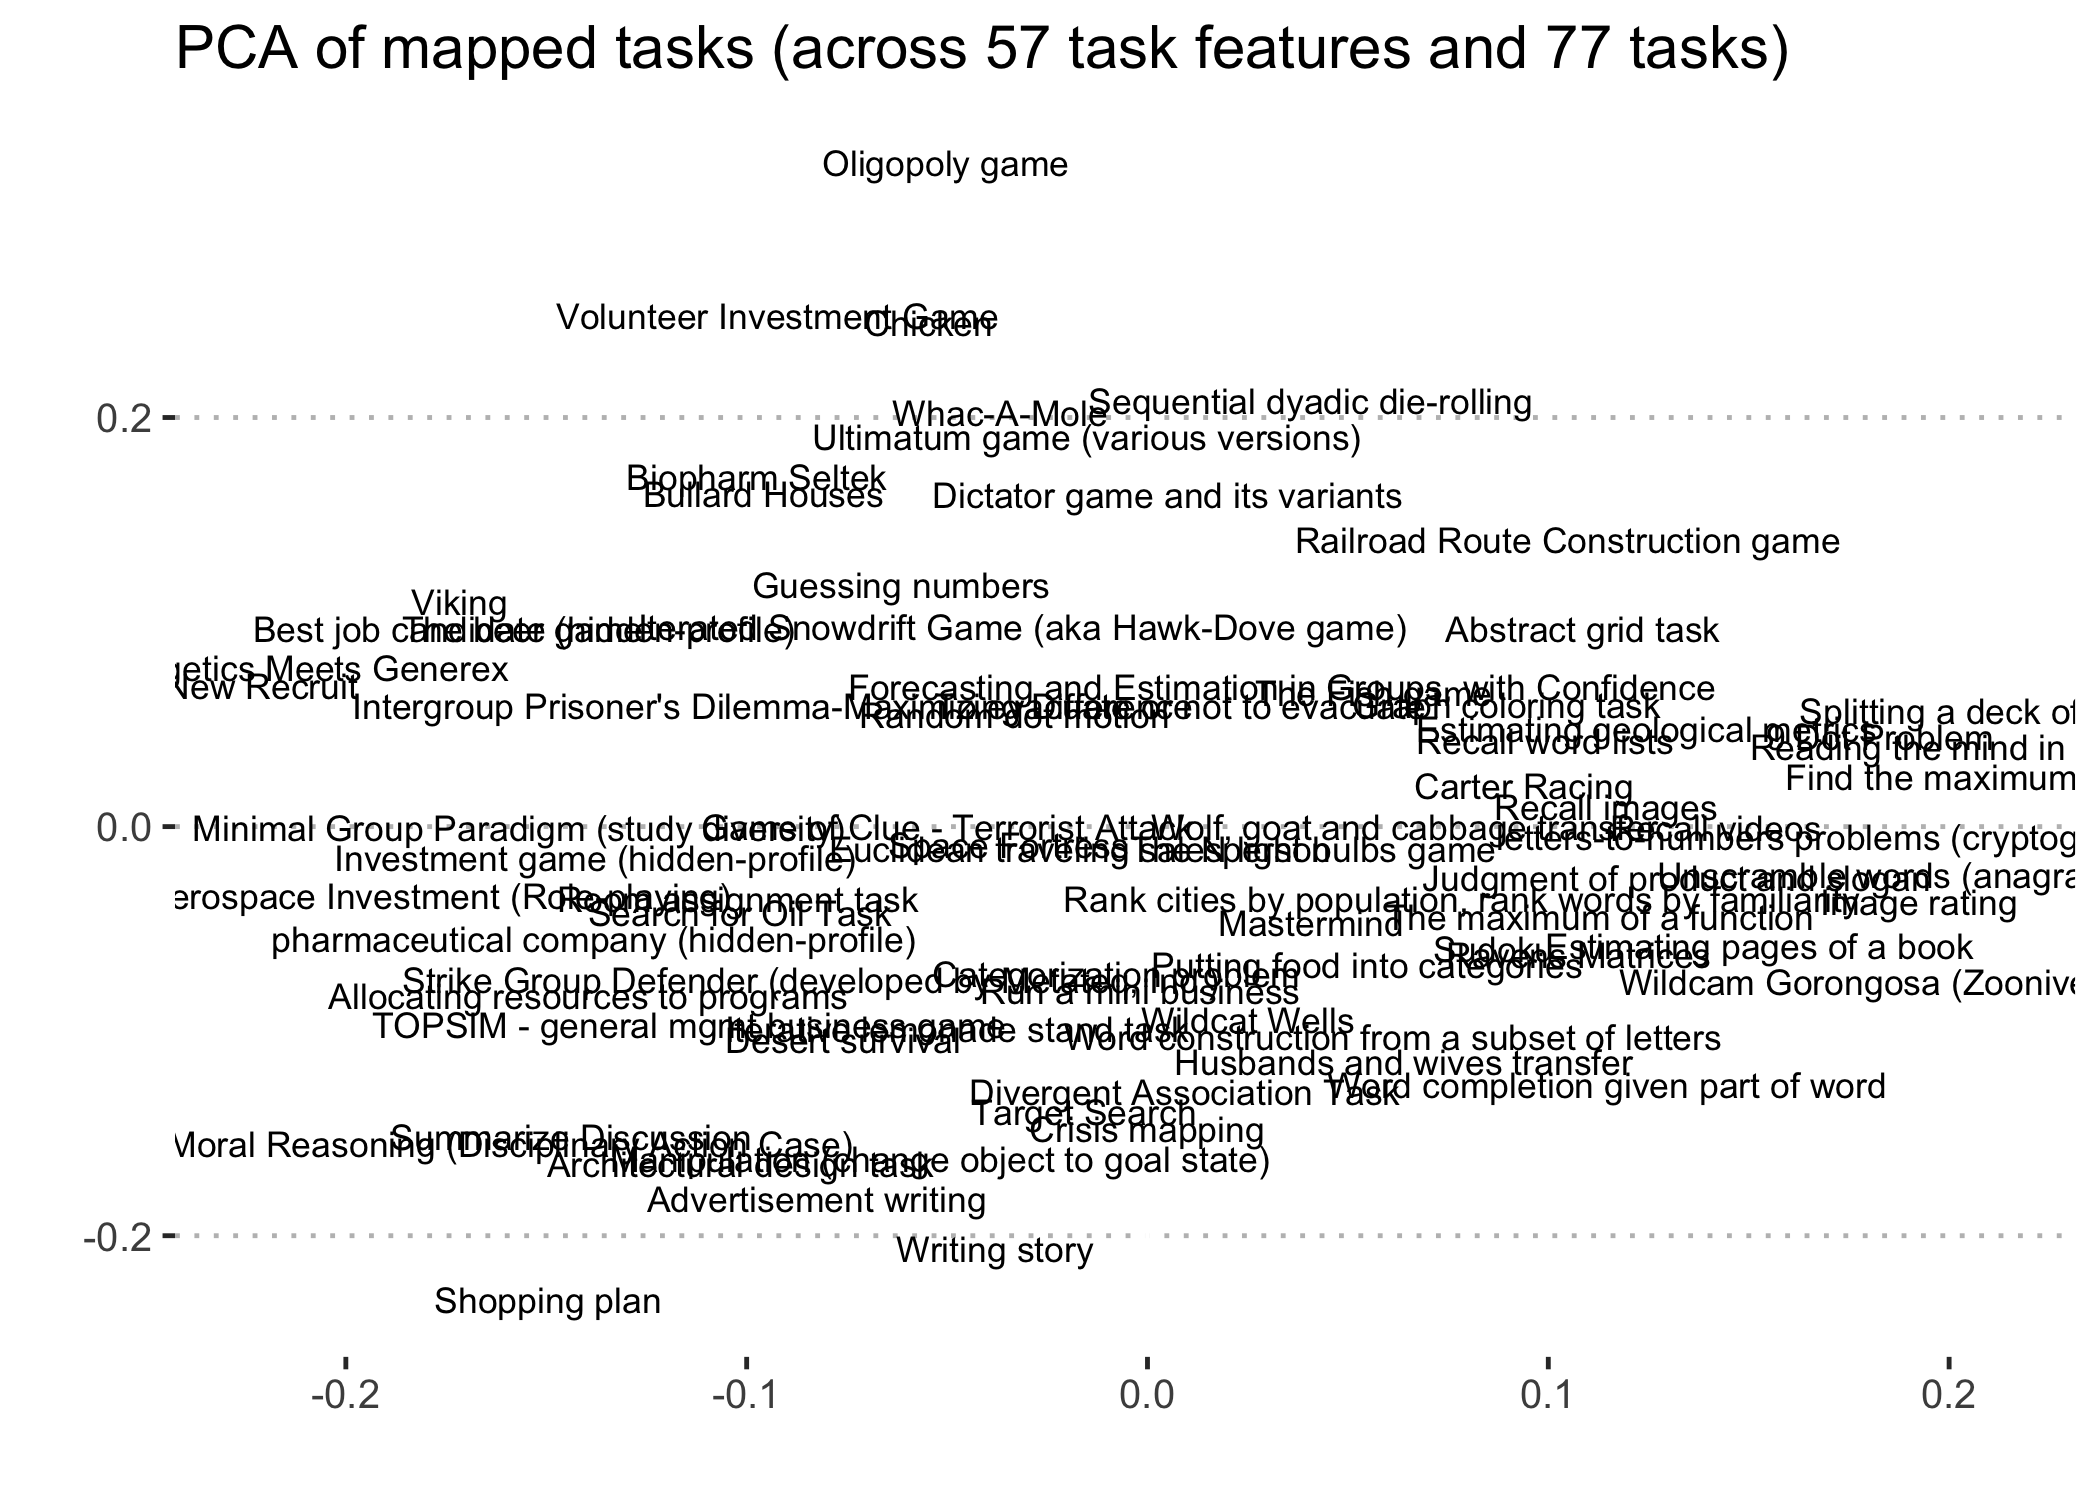 PCA of mapped tasks (across 57 task features and 77 tasks)
Oligopoly game
Volunteer Investment Game
Chicken
Sequential dyadic die-rolling
Whac-A-Mole
0.2
Ultimatum game (various versions)
Biopharm Seltek
Bullard Houses
Dictator game and its variants
Railroad Route Construction game
Guessing numbers
Viking
Best job candidate (hidden-profile)
The beer game
Iterated Snowdrift Game (aka Hawk-Dove game)
Abstract grid task
etics Meets Generex
New Recruit
Forecasting and Estimation in Groups, with Confidence
The Fish game
Intergroup Prisoner's Dilemma-Maximizing Difference
to evacuate or not to evacuate
Graph coloring task
Random dot motion
Splitting a deck of
Estimating geological metrics
9 Dot Problem
Recall word lists
Reading the mind in
Find the maximum
Carter Racing
Recall images
0.0
Minimal Group Paradigm (study diversity)
Game of Clue - Terrorist Attack
Wolf, goat and cabbage transfer
Recall videos
letters-to-numbers problems (cryptog
Space Fortress
Euclidean traveling salesperson
The N light bulbs game
Investment game (hidden-profile)
Judgment of product and slogan
Unscramble words (anagra
erospace Investment (Role-playing)
Room assignment task
Rank cities by population, rank words by familiarity
Image rating
Search for Oil Task
Mastermind
The maximum of a function
pharmaceutical company (hidden-profile)
Sudoku
Estimating pages of a book
Ravens Matrices
Putting food into categories
Categorization problem
Strike Group Defender (developed by Metateq, Inc)
Wildcam Gorongosa (Zoonive
Allocating resources to programs
Run a mini business
TOPSIM - general mgmt business game
Iterative lemonade stand task
Wildcat Wells
Desert survival
Word construction from a subset of letters
Husbands and wives transfer
Word completion given part of word
Divergent Association Task
Target Search
Crisis mapping
Summarize Discussion
Moral Reasoning (Disciplinary Action Case)
Manipulation (change object to goal state)
Architectural design task
Advertisement writing
-0.2
Writing story
Shopping plan
-0.2 -0.1 0.0 0.1 0.2